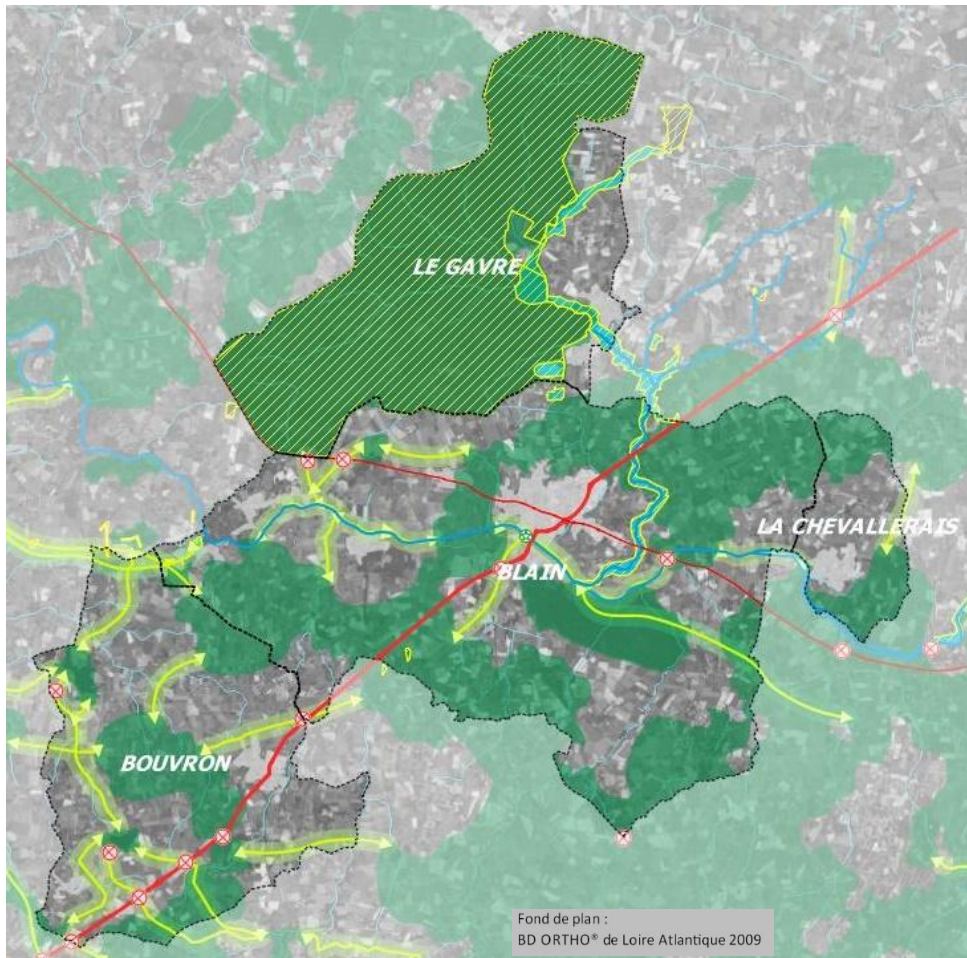 LE GAVRE
LA CHEVALLERAIS
BLAIN
BOUVRON
Fond de plan :
BD ORTHO® de Loire Atlantique 2009